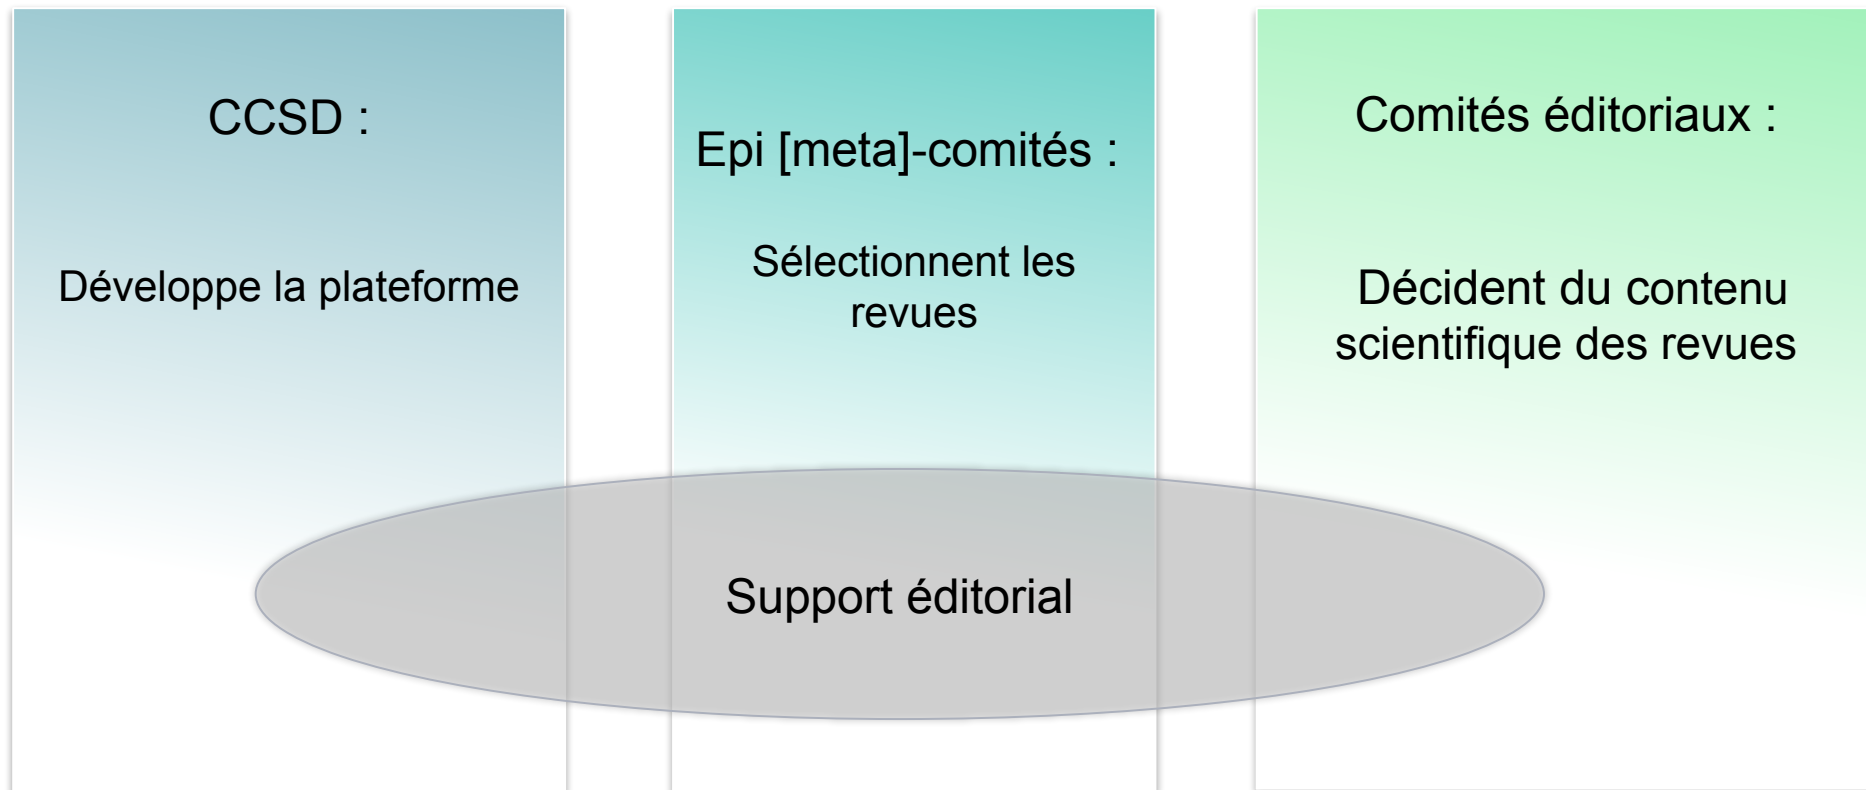 CCSD :
Développe la plateforme
Epi [meta]-comités :
Sélectionnent les
revues
Comités éditoriaux :
Décident du contenu
scientifique des revues
Support éditorial